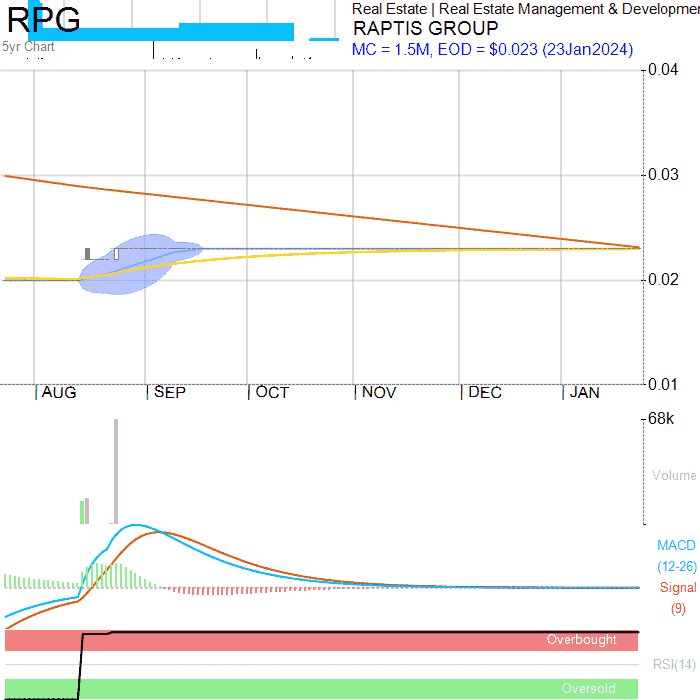 RPG
5yr Chart
Real Estate | Real Estate Management & Developmen
RAPTIS GROUP
MC = 1.5M, EOD = $0.023 (23Jan2024)
0.04
0.03
0.02
0.01
AUG SEP OCT NOV DEC JAN
68k
Volume
MACD
(12-26)
Signal
(9)
Overbought
RSI(14)
Oversold